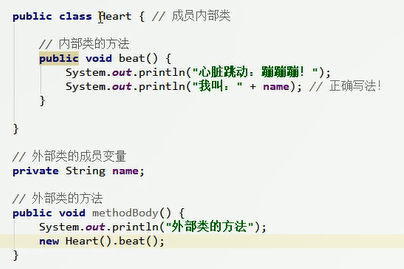 public class Heart { // 成员内部类
// 内部类的方法
public void beat() {
System.out.println("心脏跳动：蹦蹦蹦！");
System.out.println("我叫：" + name); // 正确写法！
}
}
// 外部类的成员变量
private String name;
// 外部类的方法
public void methodBody() {
System.out.println("外部类的方法");
new Heart().beat();
}